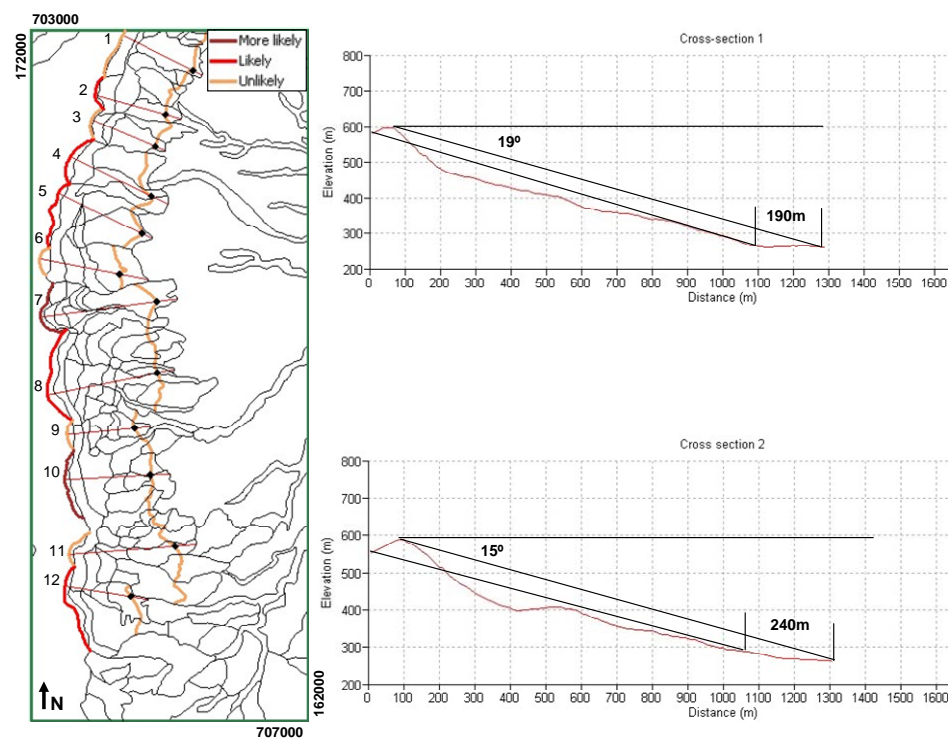 703000
172000
More likely
Likely
Unlikely
1
2
3
4
5
6
7
8
9
10
11
12
N
162000
707000
Cross-section 1
Elevation (m)
800
700
600
500
400
300
200
19º
190m
0 100 200 300 400 500 600 700 800 900 1000 1100 1200 1300 1400 1500 1600
Distance (m)
Cross section 2
Elevation (m)
800
700
600
500
400
300
200
15º
240m
0 100 200 300 400 500 600 700 800 900 1000 1100 1200 1300 1400 1500 1600
Distance (m)